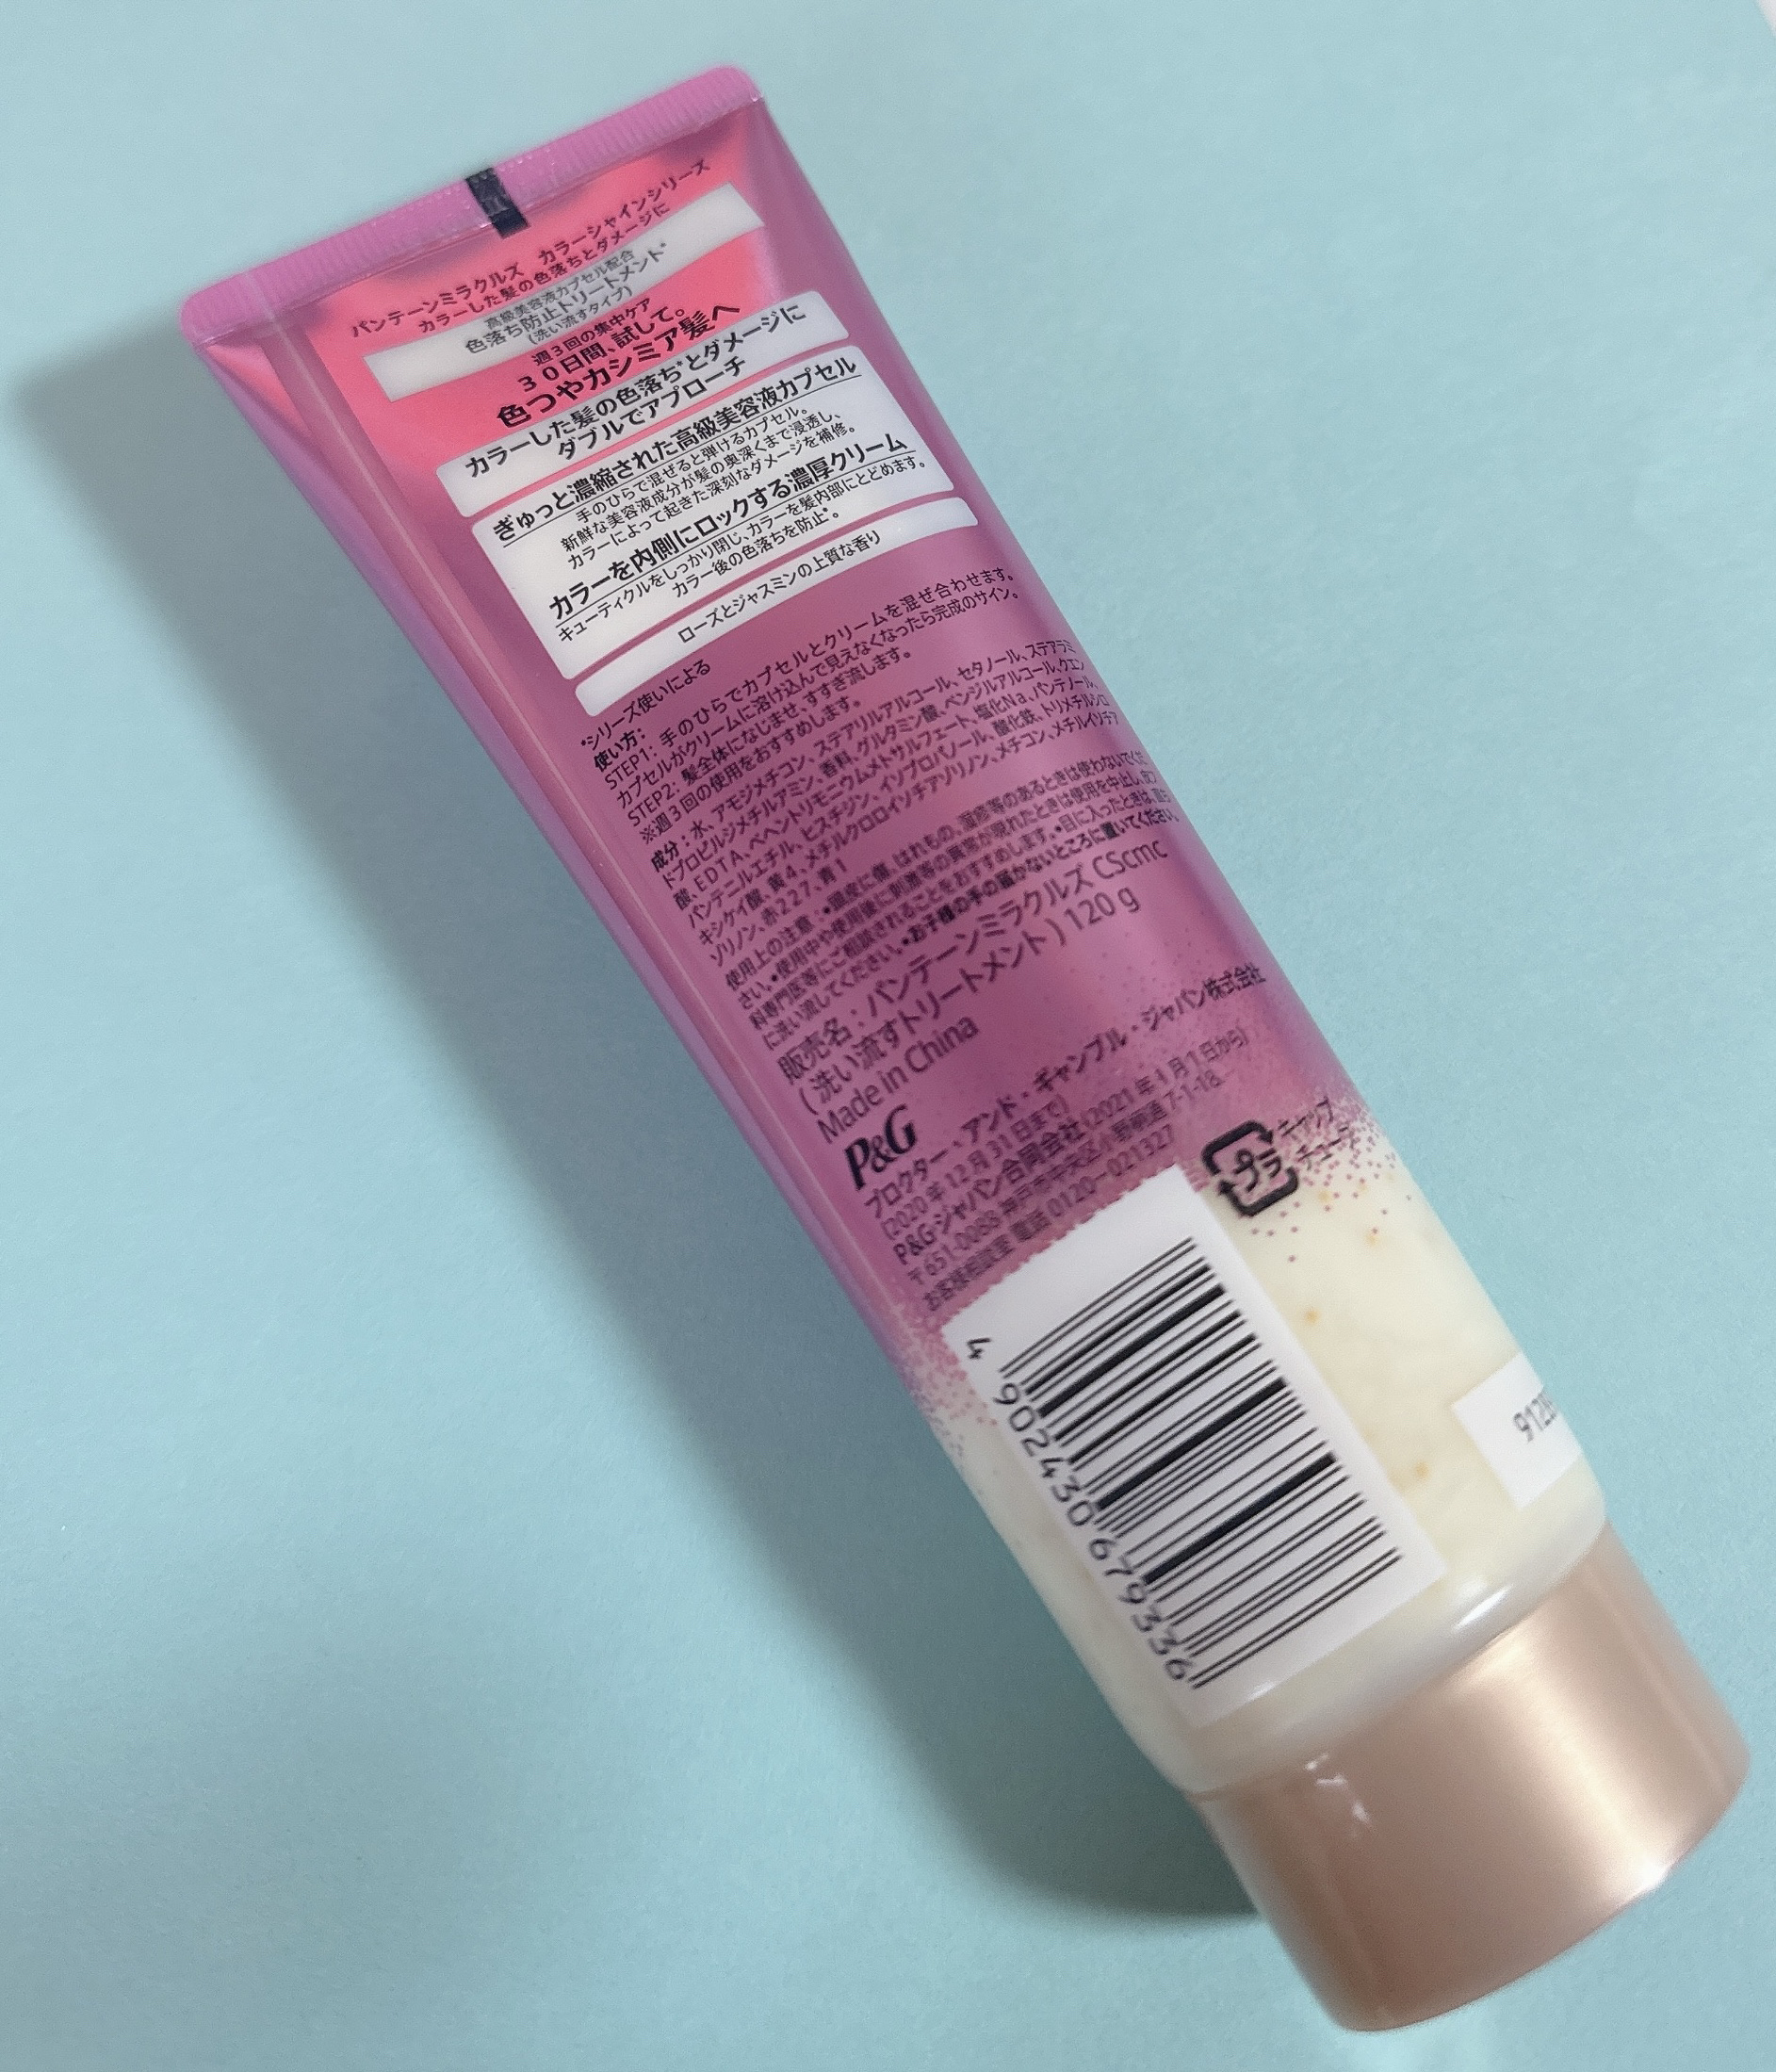 パンテーンミラクルズ　カラーシャインシリーズ
カラーした髪の色落ちとダメージに
高級美容液カプセル配合
色落ち防止トリートメント*
(洗い流すタイプ)
週3回の集中ケア
30日間、試して。
色つやカシミア髪へ
カラーした髪の色落ち*とダメージに
ダブルでアプローチ
ぎゅっと濃縮された高級美容液カプセル
手のひらで混ぜると弾けるカプセル。
新鮮な美容液成分が髪の奥深くまで浸透し、
カラーによって起きた深刻なダメージを補修。
カラーを内側にロックする濃厚クリーム
キューティクルをしっかり閉じ、カラーを髪内部にとどめます。
カラー後の色落ちを防止*。
ローズとジャスミンの上質な香り
*シリーズ使いによる
使い方：
STEP1: 手のひらでカプセルとクリームを混ぜ合わせます。
カプセルがクリームに溶け込んで見えなくなったら完成のサイン。
STEP2: 髪全体になじませ、すすぎ流します。
※週3回の使用をおすすめします。
成分：水、アモジメチコン、ステアリルアルコール、セタノール、ステアラミ
ドプロピルジメチルアミン、香料、グルタミン酸、ベンジルアルコール、クエン
酸、EDTA、ベヘントリモニウムメトサルフェート、塩化Na、パンテノール、
パンテニルエチル、ヒスチジン、イソプロパノール、酸化鉄、トリメチルシロ
キシケイ酸、黄4、メチルクロロイソチアゾリノン、メチコン、メチルイソチア
ゾリノン、赤227、青1
使用上の注意：•頭皮に傷、はれもの、湿疹等のあるときは使わないでくだ
さい。•使用中や使用後に刺激等の異常が現れたときは使用を中止し、皮フ
科専門医等にご相談されることをおすすめします。•目に入ったときは、直ち
に洗い流してください。•お子様の手の届かないところに置いてください。
販売名：パンテーンミラクルズ CScmc
(洗い流すトリートメント) 120 g
Made in China
P&G
プロクター・アンド・ギャンブル・ジャパン株式会社
(2020年12月31日まで)
P&Gジャパン合同会社(2021年1月1日から)
〒651-0088 神戸市中央区小野柄通 7-1-18
お客様相談室 電話 0120-021327
プラ
キャップ
チューブ
4 902430 679336
912